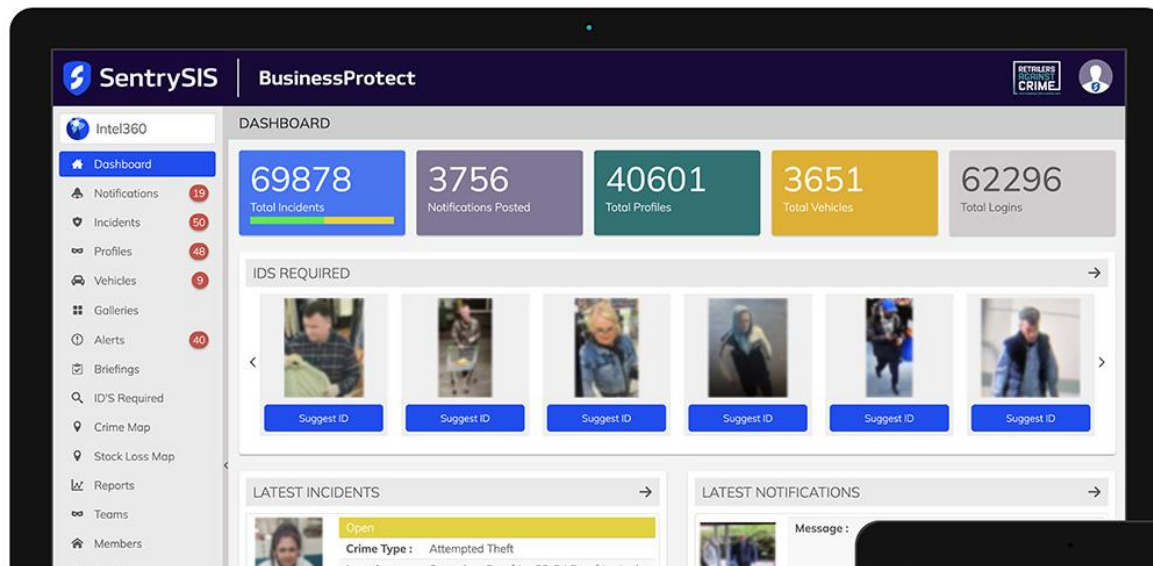 SentrySIS
BusinessProtect
RETAILERS
AGAINST
CRIME
Intel360
DASHBOARD
Dashboard
Notifications 19
Incidents 50
Profiles 48
Vehicles 9
Galleries
Alerts 40
Briefings
ID'S Required
Crime Map
Stock Loss Map
Reports
Teams
Members
69878
Total Incidents
3756
Notifications Posted
40601
Total Profiles
3651
Total Vehicles
62296
Total Logins
IDS REQUIRED
Suggest ID
Suggest ID
Suggest ID
Suggest ID
Suggest ID
Suggest ID
LATEST INCIDENTS
Open
Crime Type : Attempted Theft
LATEST NOTIFICATIONS
Message :